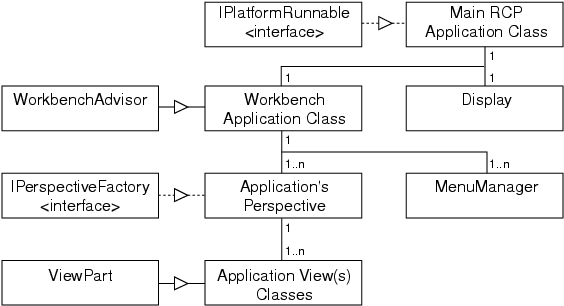 IPlatformRunnable
<interface>
Main RCP
Application Class
1
1
1
WorkbenchAdvisor
Workbench
Application Class
Display
1
1..n
1..n
IPerspectiveFactory
<interface>
Application's
Perspective
MenuManager
1
1..n
ViewPart
Application View(s)
Classes